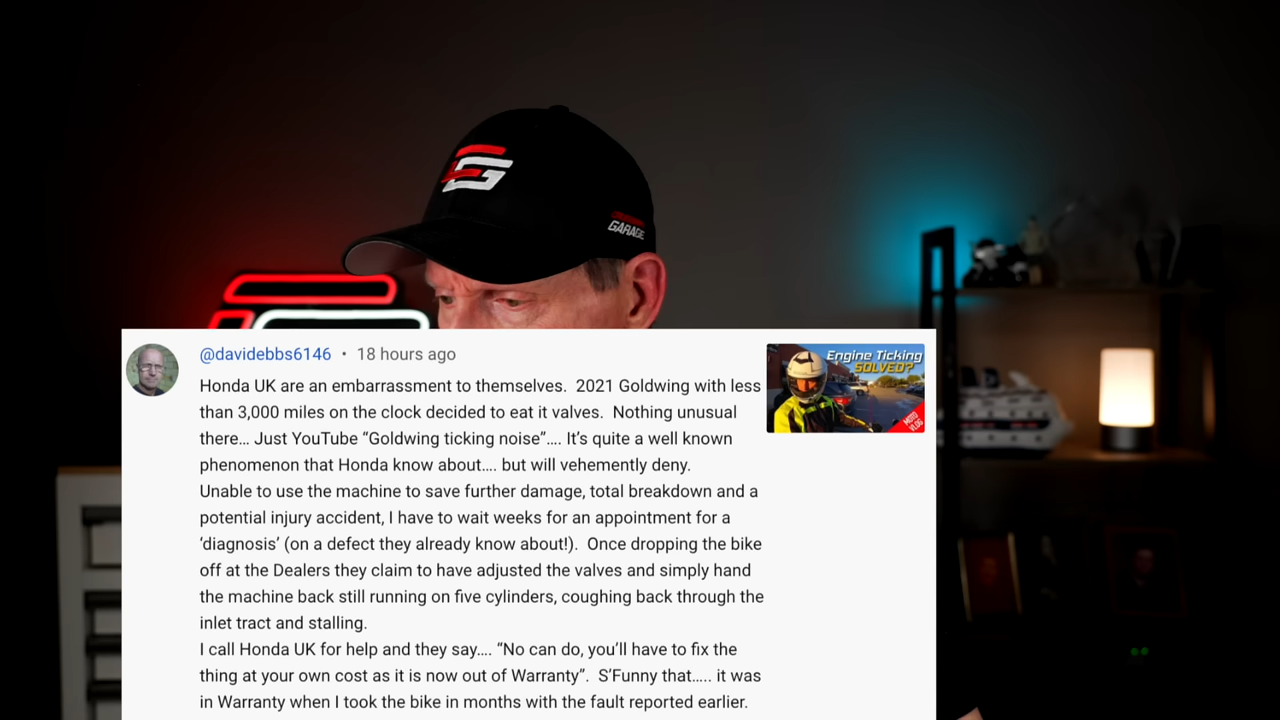 GARAGE
@davidebbs6146 • 18 hours ago
Honda UK are an embarrassment to themselves. 2021 Goldwing with less
than 3,000 miles on the clock decided to eat it valves. Nothing unusual
there… Just YouTube “Goldwing ticking noise”…. It’s quite a well known
phenomenon that Honda know about…. but will vehemently deny.
Unable to use the machine to save further damage, total breakdown and a
potential injury accident, I have to wait weeks for an appointment for a
‘diagnosis’ (on a defect they already know about!). Once dropping the bike
off at the Dealers they claim to have adjusted the valves and simply hand
the machine back still running on five cylinders, coughing back through the
inlet tract and stalling.
I call Honda UK for help and they say…. “No can do, you’ll have to fix the
thing at your own cost as it is now out of Warranty”. S’Funny that….. it was
in Warranty when I took the bike in months with the fault reported earlier.
Engine Ticking
SOLVED?
MOTO
VLOG